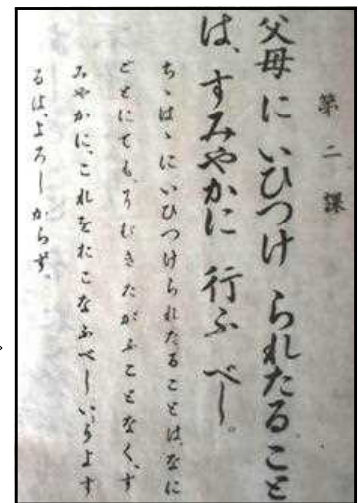 第二課
父母にいひつけられたること
は、すみやかに行ふべし。
ちゝはゝにいひつけられたることは、なに
ごとにても、そむきたがふことなく、す
みやかに、これをおこなふべし、いらよす
るは、よろしからず、